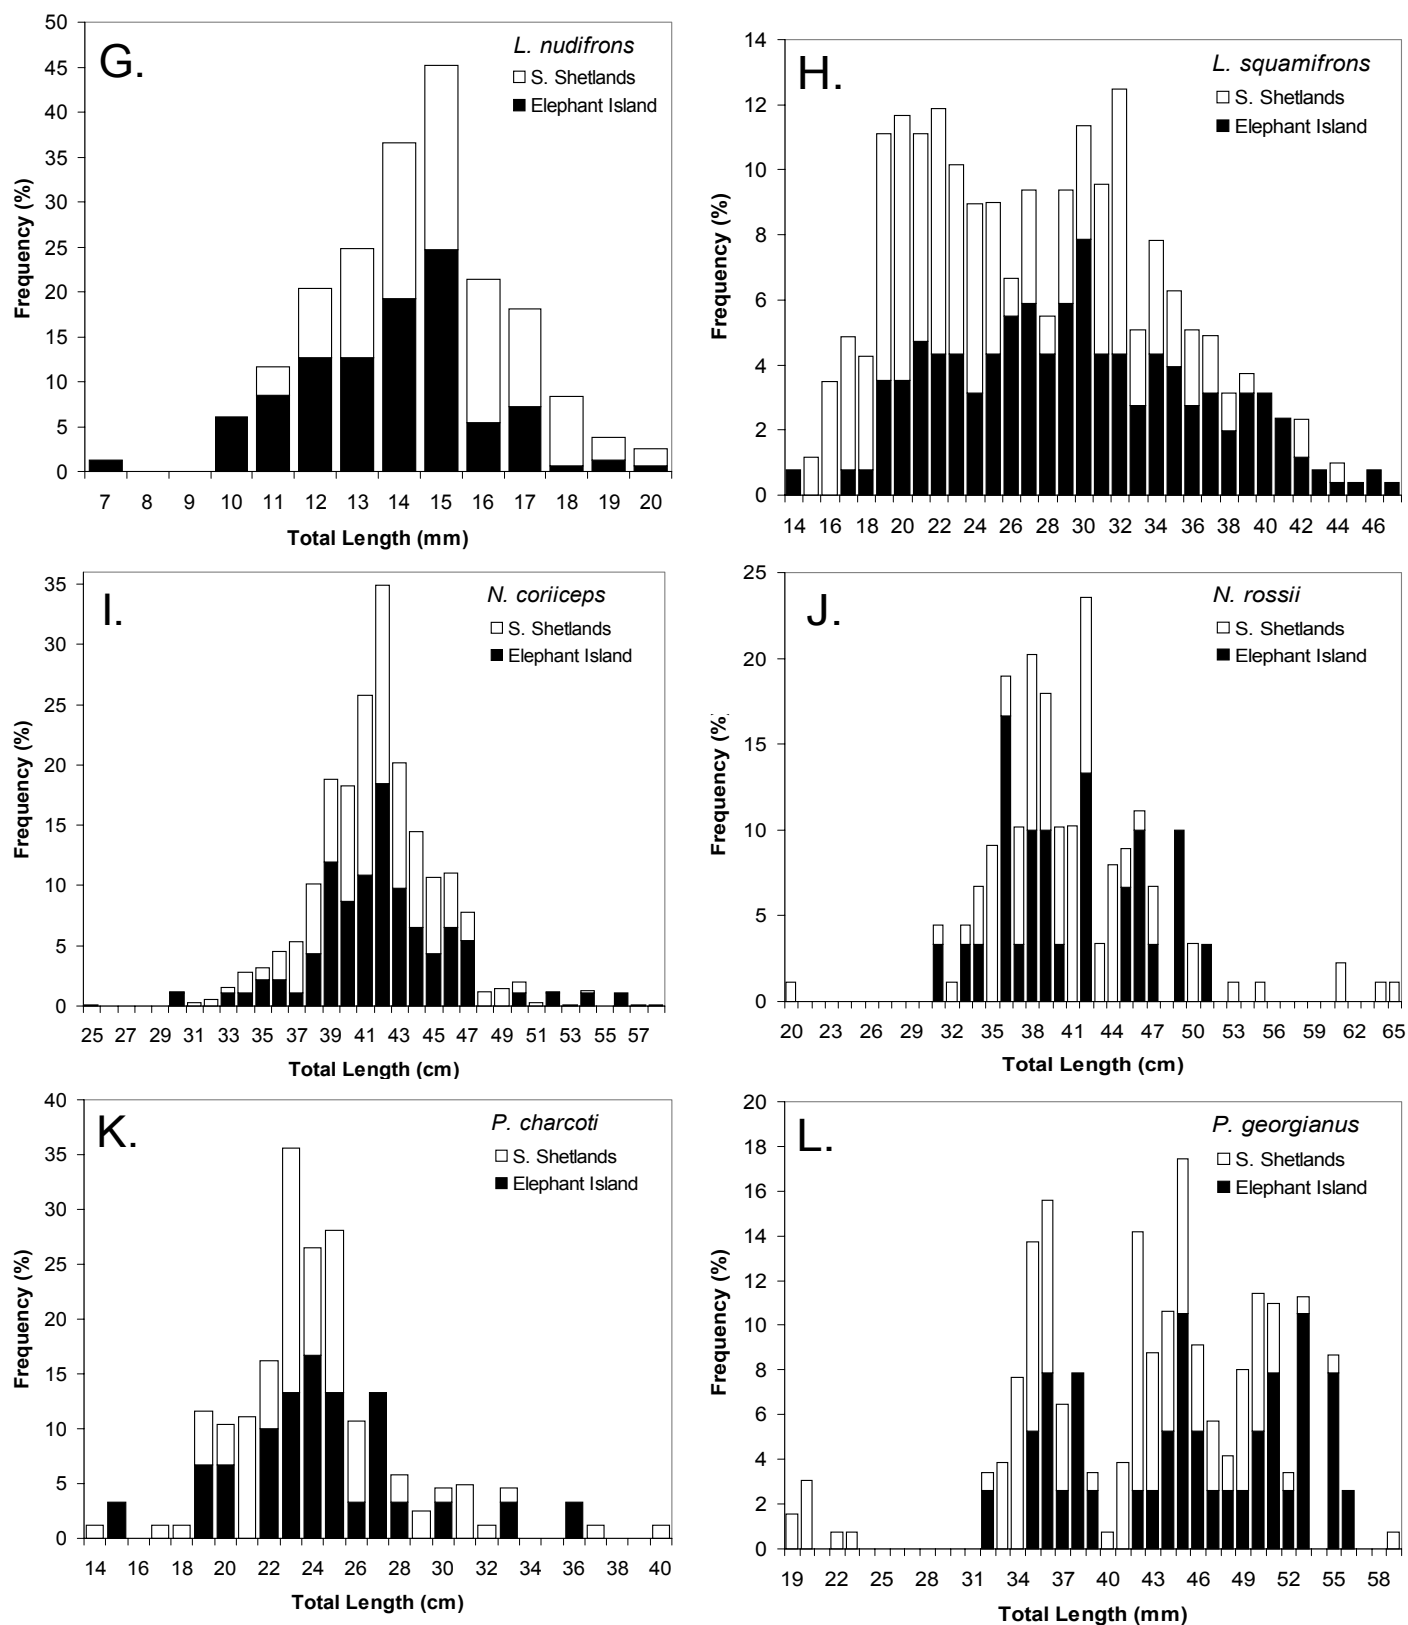 G.
L. nudifrons
S. Shetlands
Elephant Island
Frequency (%)
50
45
40
35
30
25
20
15
10
5
0
7 8 9 10 11 12 13 14 15 16 17 18 19 20
Total Length (mm)
H.
L. squamifrons
S. Shetlands
Elephant Island
Frequency (%)
14
12
10
8
6
4
2
0
14 16 18 20 22 24 26 28 30 32 34 36 38 40 42 44 46
I.
N. coriiceps
S. Shetlands
Elephant Island
Frequency (%)
35
30
25
20
15
10
5
0
25 27 29 31 33 35 37 39 41 43 45 47 49 51 53 55 57
Total Length (cm)
J.
N. rossii
S. Shetlands
Elephant Island
Frequency (%
25
20
15
10
5
0
20 23 26 29 32 35 38 41 44 47 50 53 56 59 62 65
Total Length (cm)
K.
P. charcoti
S. Shetlands
Elephant Island
Frequency (%)
40
35
30
25
20
15
10
5
0
14 16 18 20 22 24 26 28 30 32 34 36 38 40
Total Length (cm)
L.
P. georgianus
S. Shetlands
Elephant Island
Frequency (%)
20
18
16
14
12
10
8
6
4
2
0
19 22 25 28 31 34 37 40 43 46 49 52 55 58
Total Length (mm)